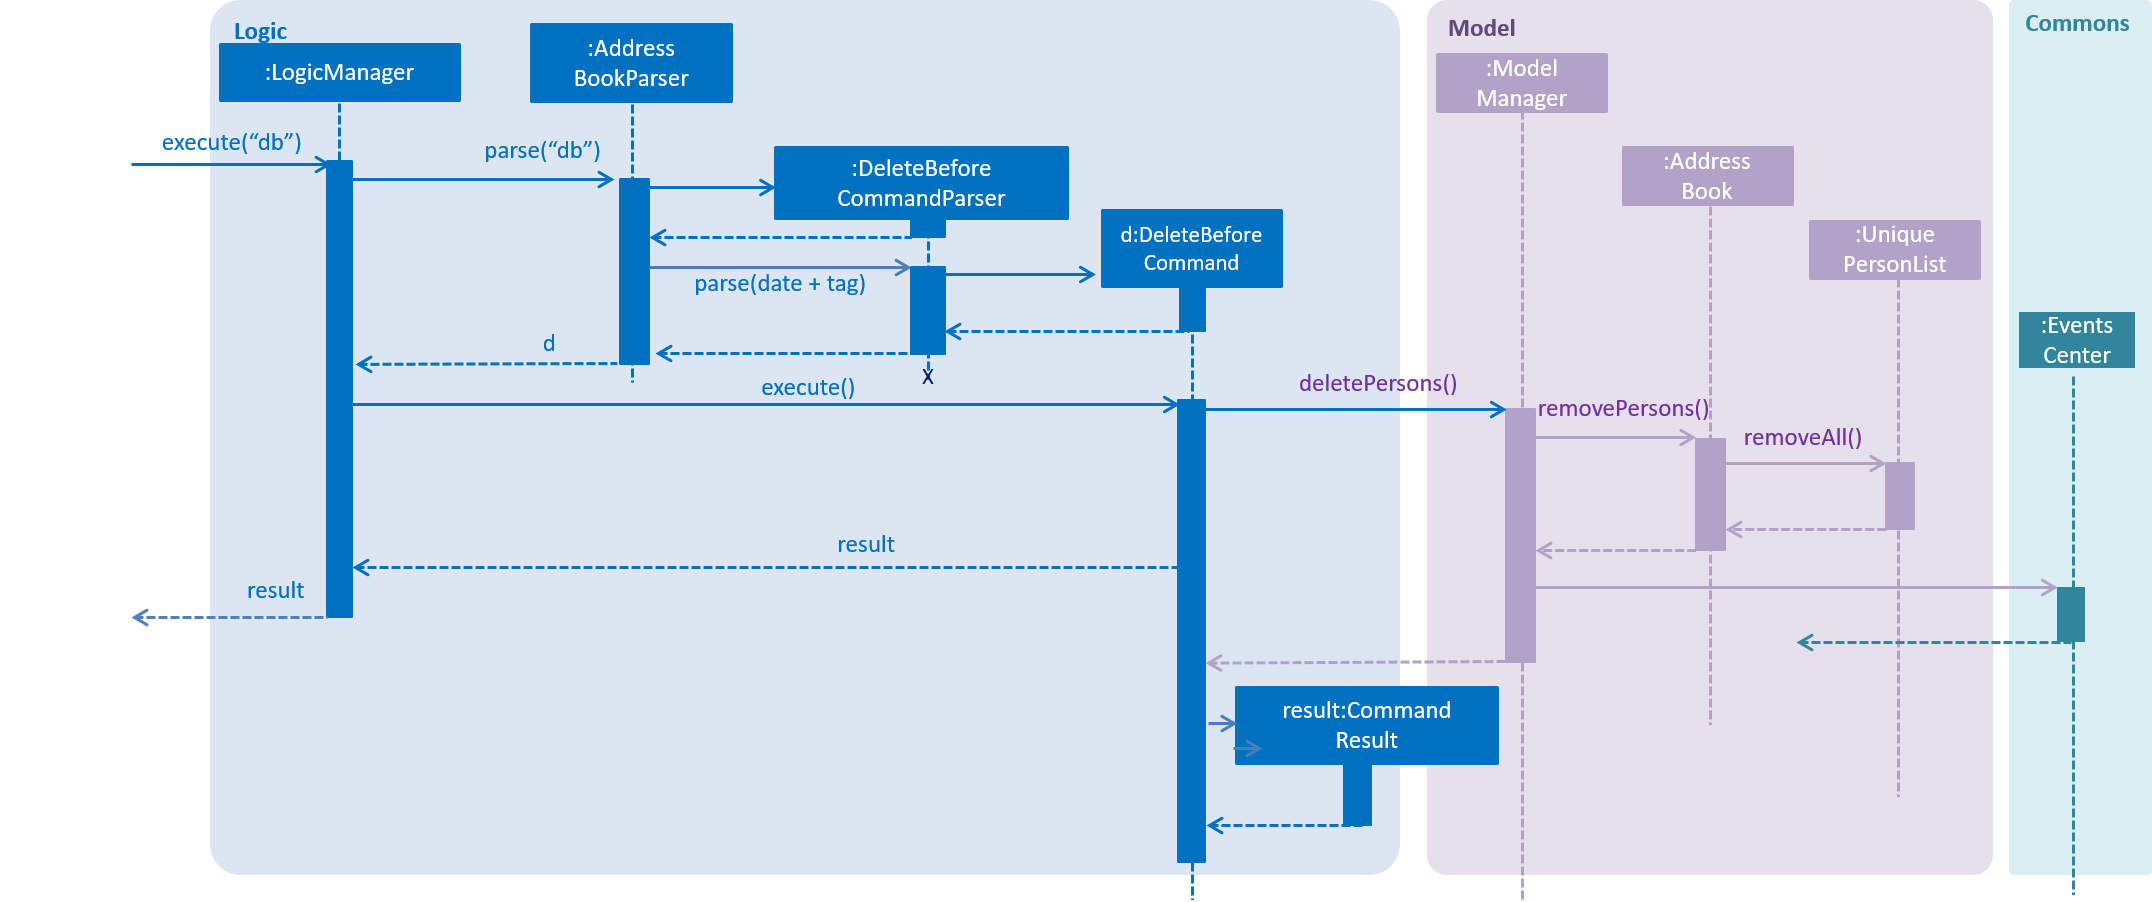 Logic
Model
Commons
:LogicManager
:Address
BookParser
:Model
Manager
execute(“db”)
parse(“db”)
:DeleteBefore
CommandParser
:Address
Book
d:DeleteBefore
Command
:Unique
PersonList
parse(date + tag)
:Events
Center
d
X
execute()
deletePersons()
removePersons()
removeAll()
result
result
result:Command
Result